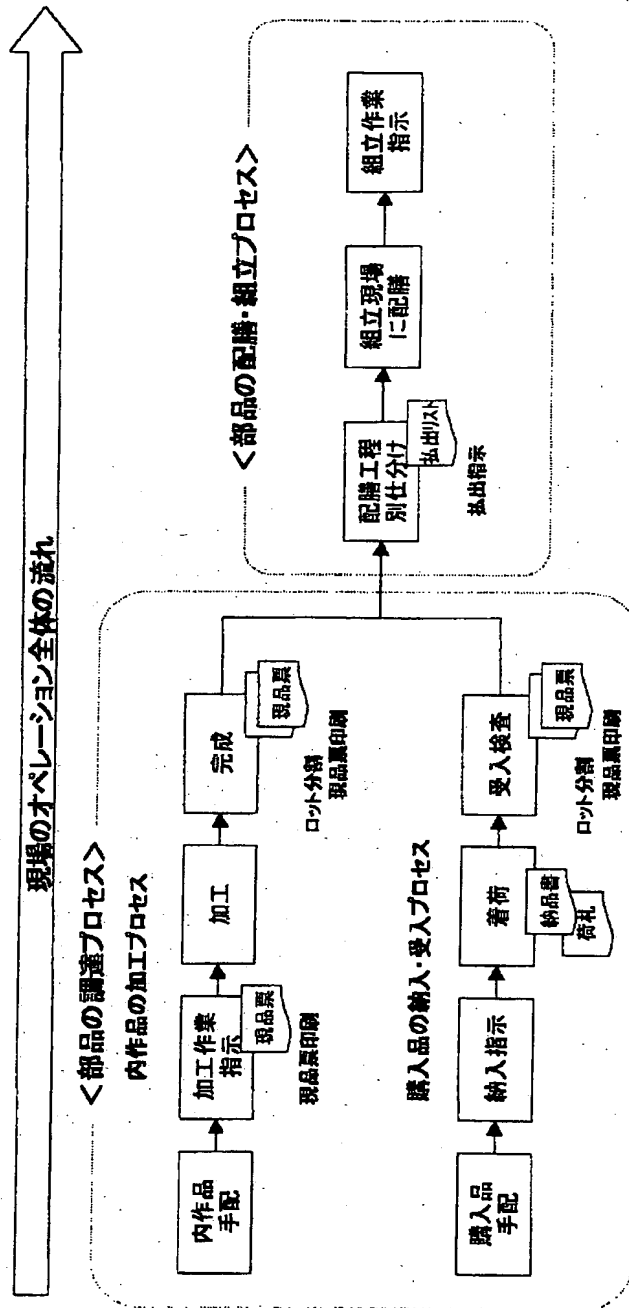 現場のオペレーション全体の流れ
＜部品の調達プロセス＞
内作品の加工プロセス
内作品
手配
加工作業
指示
現品票
現品票印刷
加工
完成
現品票
ロット分割
現品票印刷
購入品の納入・受入プロセス
購入品
手配
納入指示
着荷
納品書
荷札
受入検査
現品票
ロット分割
現品票印刷
＜部品の配膳・組立プロセス＞
配膳工程
別仕分け
払出リスト
払出指示
組立現場
に配膳
組立作業
指示